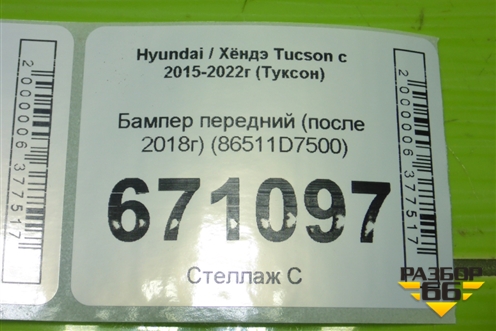 Hyundai / Хёндэ Tucson с
2015-2022г (Туксон)
Бампер передний (после
2018г) (86511D7500)
671097
Стеллаж С
2000006377517
2000006377517
РАЗБОР
66